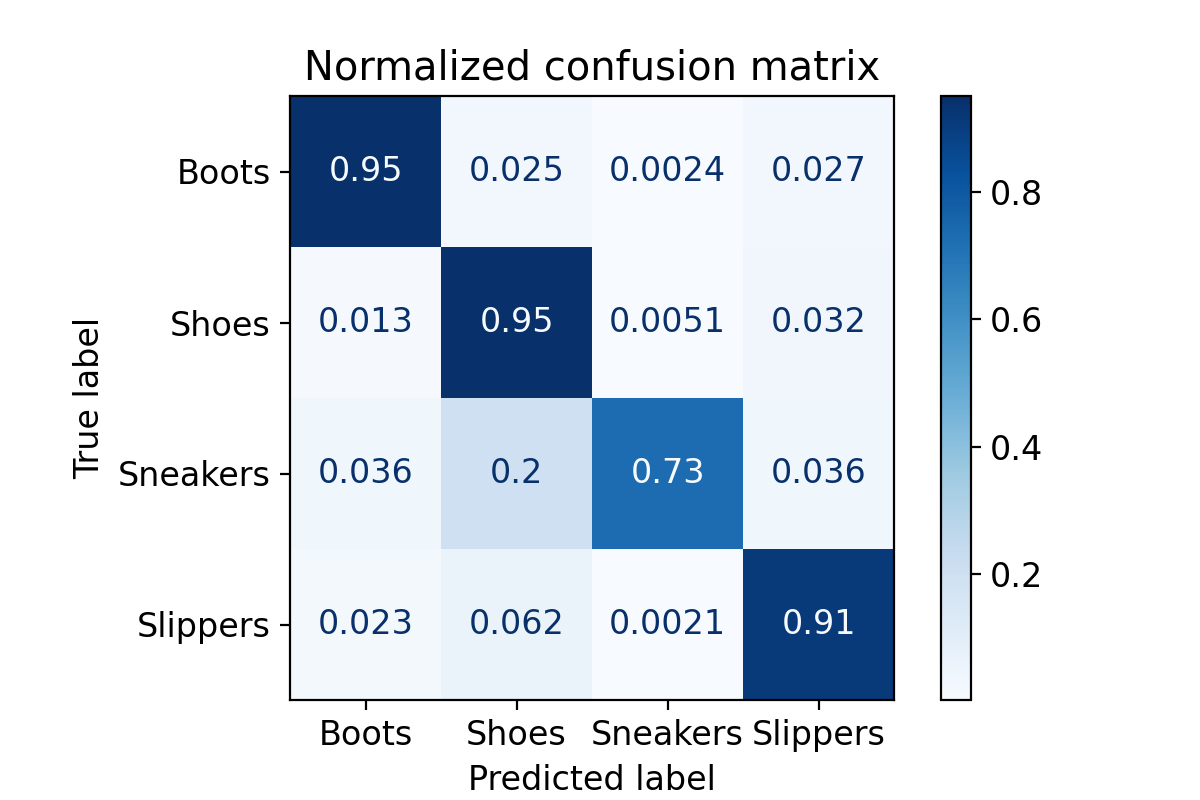 Normalized confusion matrix
Boots 0.95 0.025 0.0024 0.027
Shoes 0.013 0.95 0.0051 0.032
Sneakers 0.036 0.2 0.73 0.036
Slippers 0.023 0.062 0.0021 0.91
True label
Boots Shoes Sneakers Slippers
Predicted label
0.8
0.6
0.4
0.2